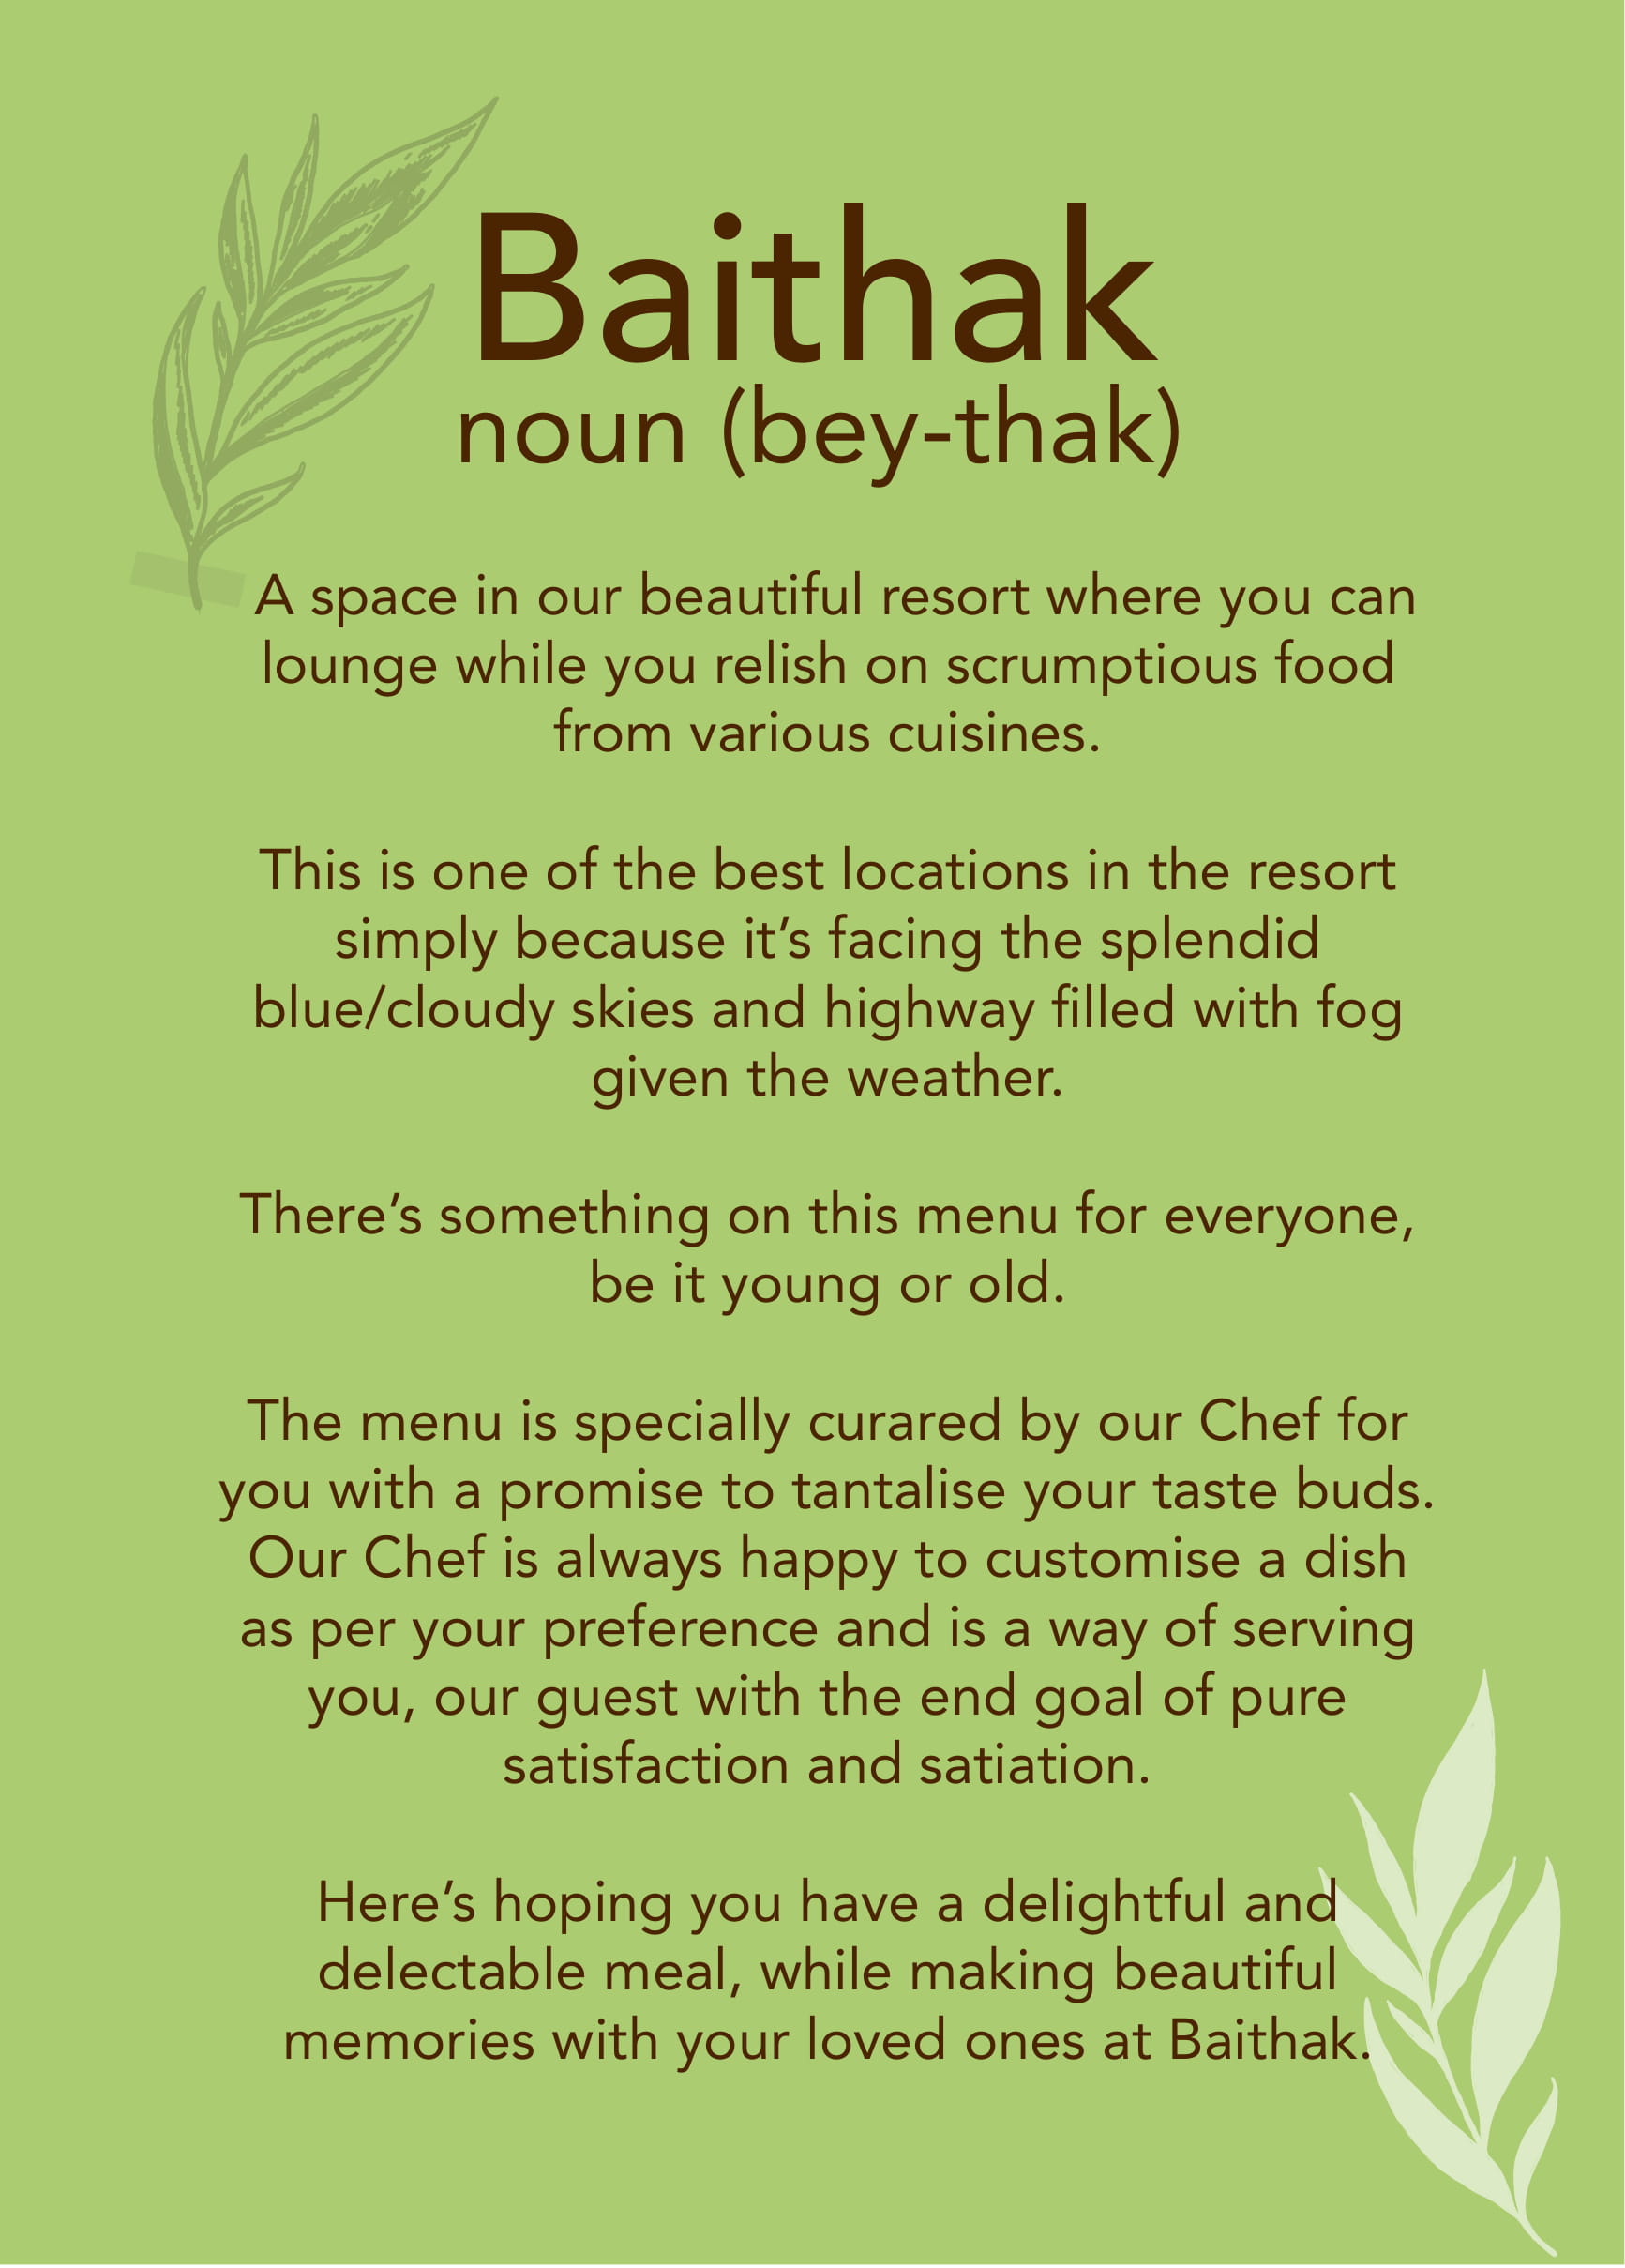 Baithak
noun (bey-thak)
A space in our beautiful resort where you can
lounge while you relish on scrumptious food
from various cuisines.
This is one of the best locations in the resort
simply because it’s facing the splendid
blue/cloudy skies and highway filled with fog
given the weather.
There’s something on this menu for everyone,
be it young or old.
The menu is specially curared by our Chef for
you with a promise to tantalise your taste buds.
Our Chef is always happy to customise a dish
as per your preference and is a way of serving
you, our guest with the end goal of pure
satisfaction and satiation.
Here’s hoping you have a delightful and
delectable meal, while making beautiful
memories with your loved ones at Baithak.